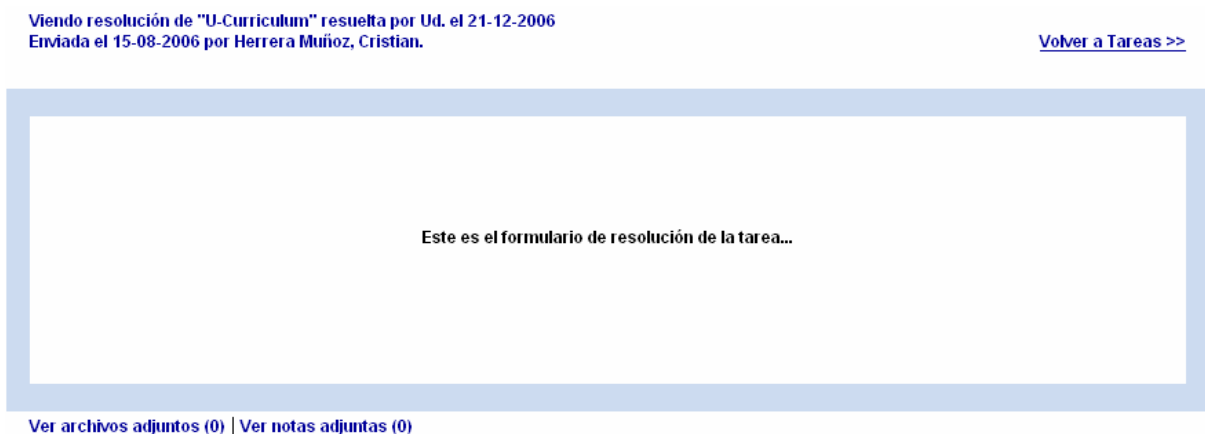 Viendo resolución de "U-Curriculum" resuelta por Ud. el 21-12-2006
Enviada el 15-08-2006 por Herrera Muñoz, Cristian.
Volver a Tareas >>
Este es el formulario de resolución de la tarea...
Ver archivos adjuntos (0) | Ver notas adjuntas (0)